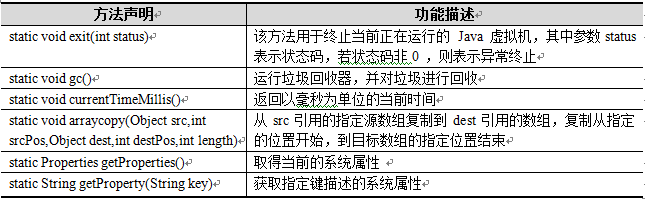 方法声明 功能描述
static void exit(int status) 该方法用于终止当前正在运行的 Java 虚拟机，其中参数 status
表示状态码，若状态码非 0 ，则表示异常终止
static void gc() 运行垃圾回收器，并对垃圾进行回收
static void currentTimeMillis() 返回以毫秒为单位的当前时间
static void arraycopy(Object src,int 从 src 引用的指定源数组复制到 dest 引用的数组，复制从指定
srcPos,Object dest,int destPos,int length) 的位置开始，到目标数组的指定位置结束
static Properties getProperties() 取得当前的系统属性
static String getProperty(String key) 获取指定键描述的系统属性